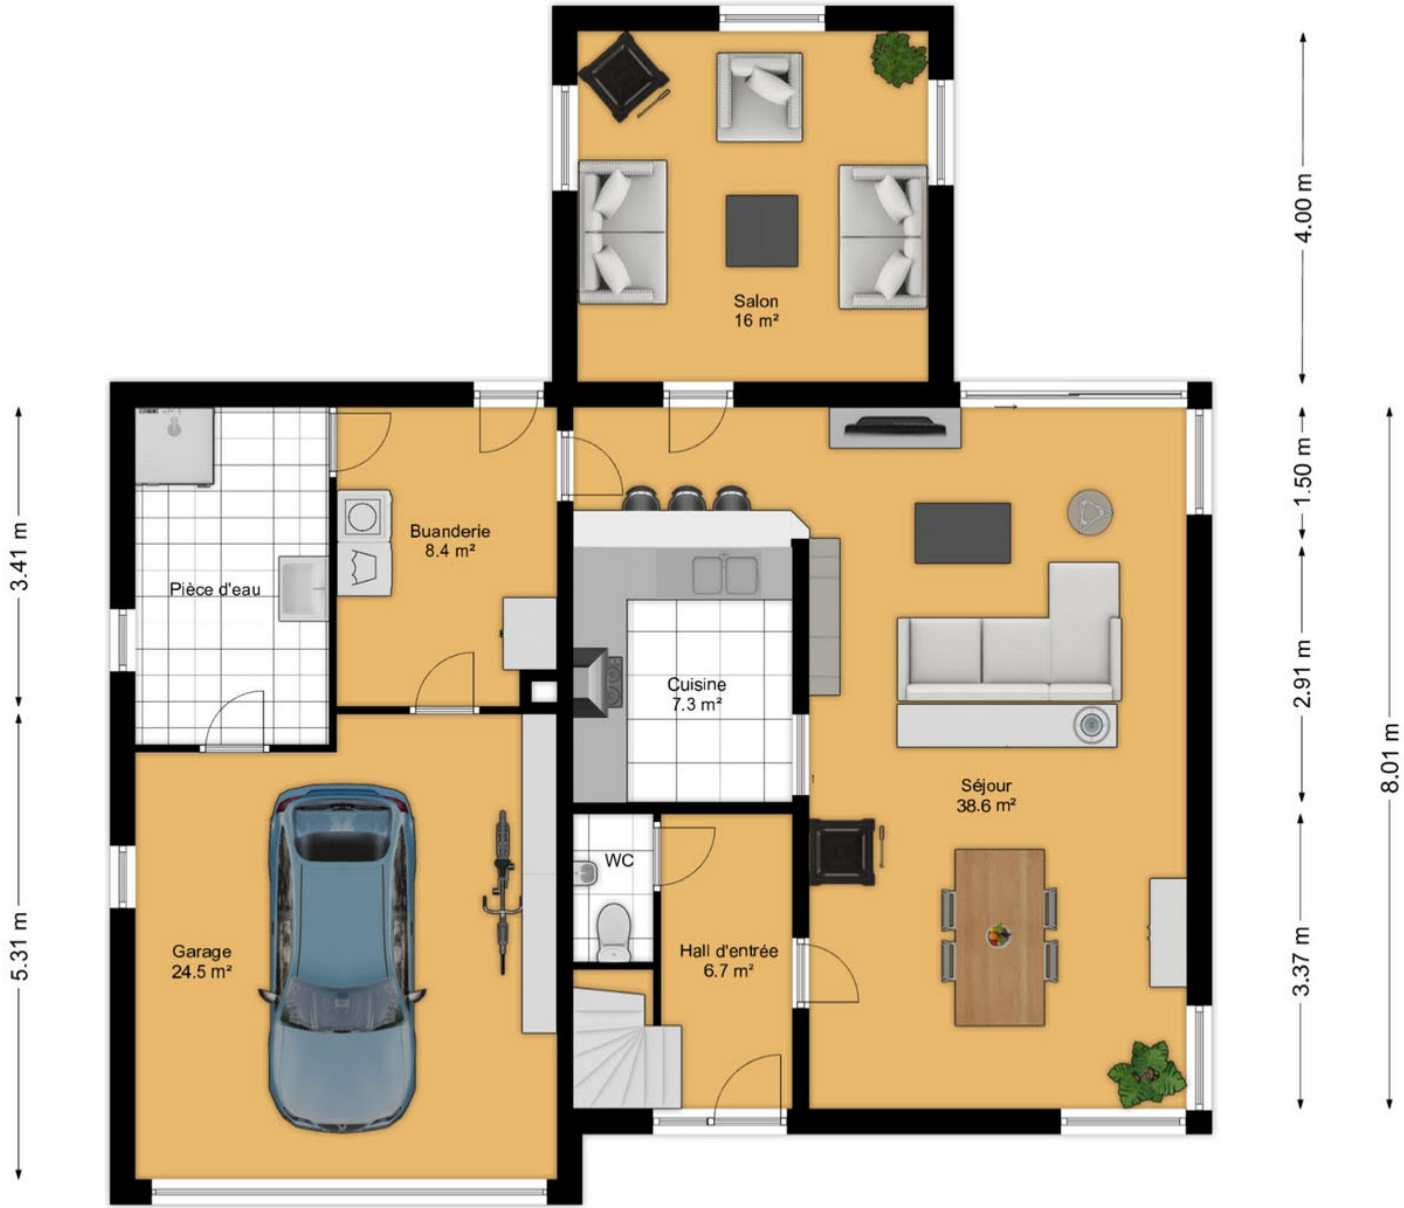 Salon
16 m²
4.00 m
Buanderie
8.4 m²
Pièce d'eau
3.41 m
1.50 m
Cuisine
7.3 m²
2.91 m
8.01 m
Séjour
38.6 m²
WC
Garage
24.5 m²
5.31 m
Hall d'entrée
6.7 m²
3.37 m